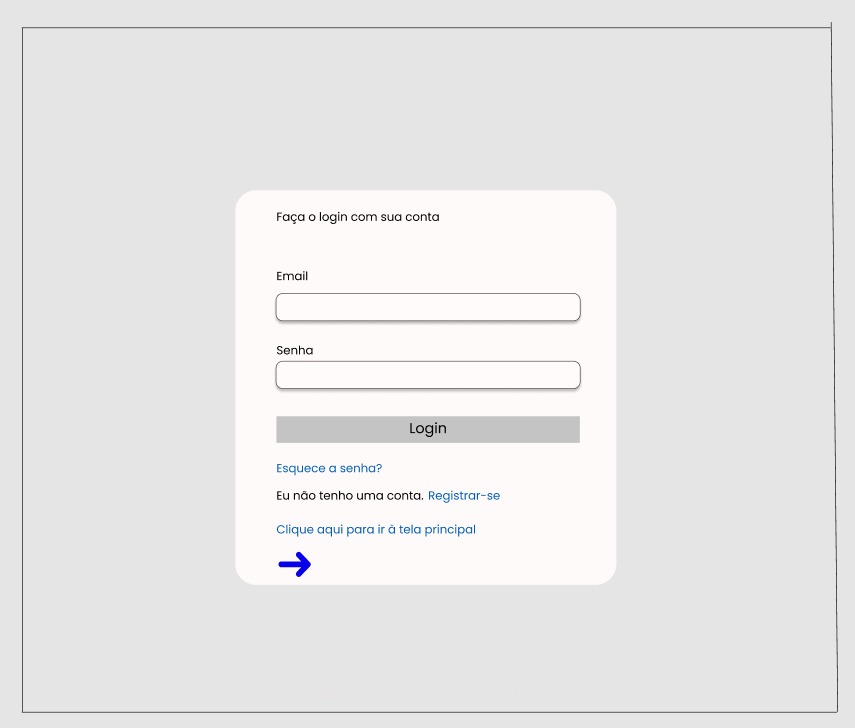 Faça o login com sua conta
Email
Senha
Login
Esquece a senha?
Eu não tenho uma conta. Registrar-se
Clique aqui para ir à tela principal